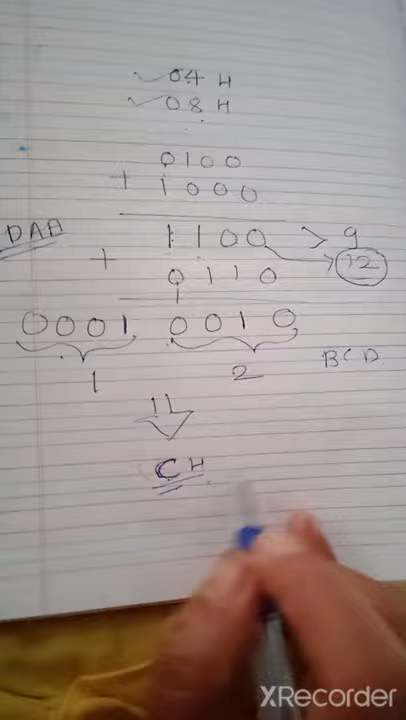 04 H
08 H
0100
+ 1000
DAA 1100 > 9
+ 0110 12
0001 0010
1 2 BCD
CH
XRecorder